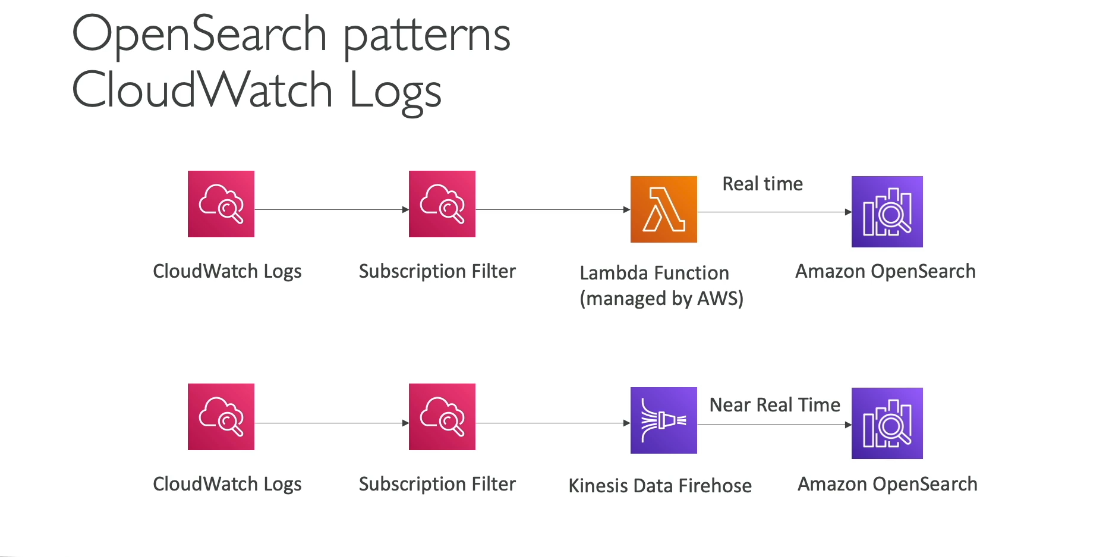 OpenSearch patterns
CloudWatch Logs
Real time
CloudWatch Logs
Subscription Filter
Lambda Function
(managed by AWS)
Amazon OpenSearch
Near Real Time
CloudWatch Logs
Subscription Filter
Kinesis Data Firehose
Amazon OpenSearch